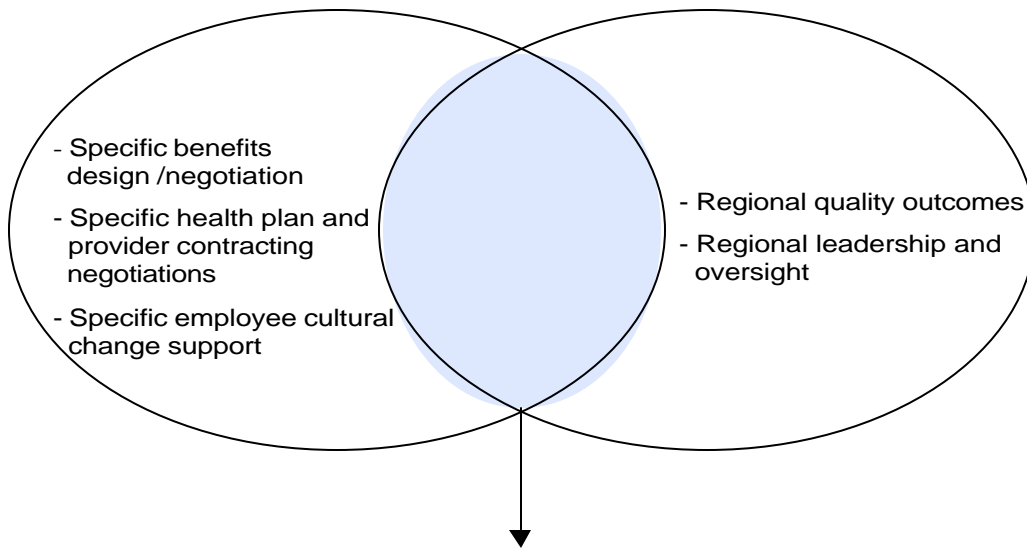 - Specific benefits
design /negotiation
- Specific health plan and
provider contracting
negotiations
- Specific employee cultural
change support
- Regional quality outcomes
- Regional leadership and
oversight